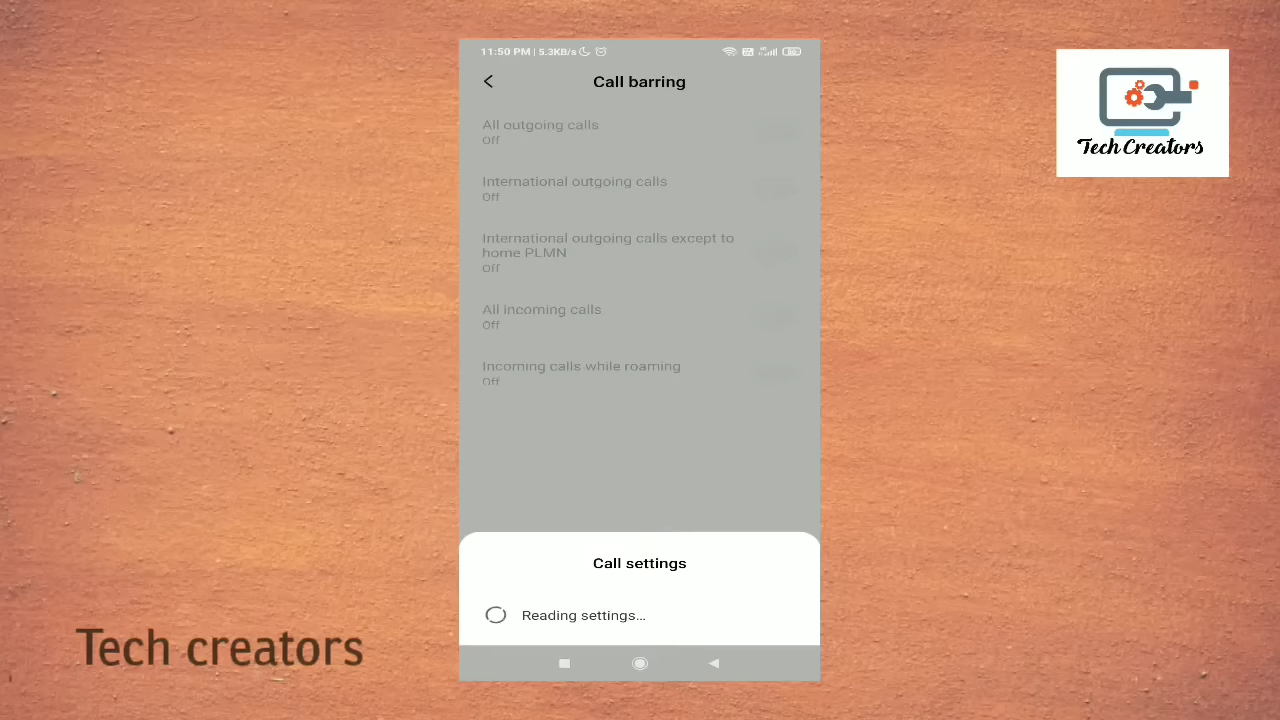 11:50 PM | 5.3KB/s
Call barring
All outgoing calls
Off
International outgoing calls
Off
International outgoing calls except to
home PLMN
Off
All incoming calls
Off
Incoming calls while roaming
Off
Call settings
Reading settings...
Tech Creators
Tech creators